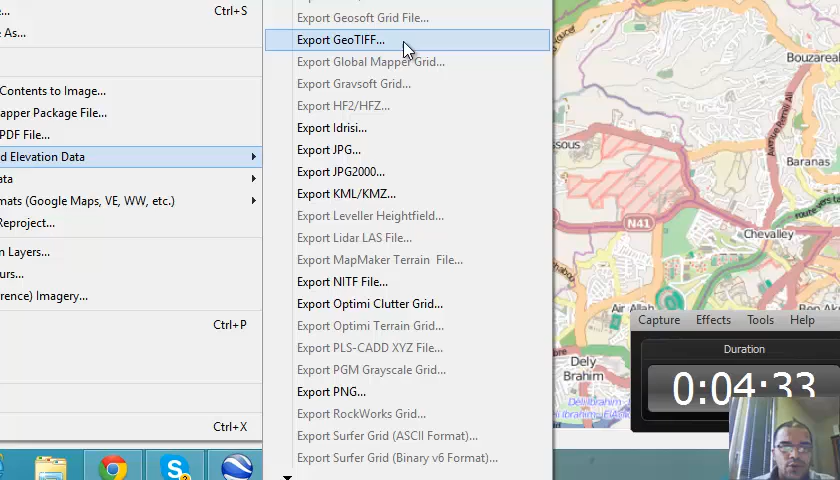 ...
Ctrl+S
As...
Contents to Image...
apper Package File...
PDF File...
d Elevation Data
ata
mats (Google Maps, VE, WW, etc.)
Reproject...
n Layers...
urs...
rence) Imagery...
Ctrl+P
Ctrl+X
Export Geosoft Grid File...
Export GeoTIFF...
Export Global Mapper Grid...
Export Gravsoft Grid...
Export HF2/HFZ...
Export Idrisi...
Export JPG...
Export JPG2000...
Export KML/KMZ...
Export Leveller Heightfield...
Export Lidar LAS File...
Export MapMaker Terrain File...
Export NITF File...
Export Optimi Clutter Grid...
Export Optimi Terrain Grid...
Export PLS-CADD XYZ File...
Export PGM Grayscale Grid...
Export PNG...
Export RockWorks Grid...
Export Surfer Grid (ASCII Format)...
Export Surfer Grid (Binary v6 Format)...
ssous
Baranas
N41
Chevalley
Air Allah
Dely
Brahim
Capture Effects Tools Help
Duration
0:04:33